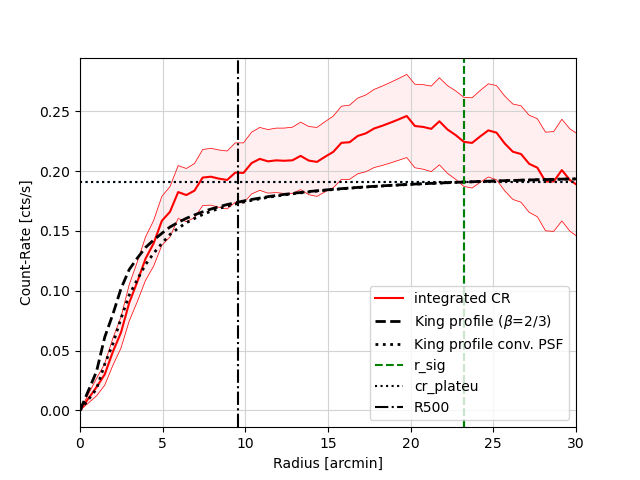 0.25
0.20
0.15
0.10
0.05
0.00
Count-Rate [cts/s]
integrated CR
King profile (β=2/3)
King profile conv. PSF
r_sig
cr_plateu
R500
0 5 10 15 20 25 30
Radius [arcmin]